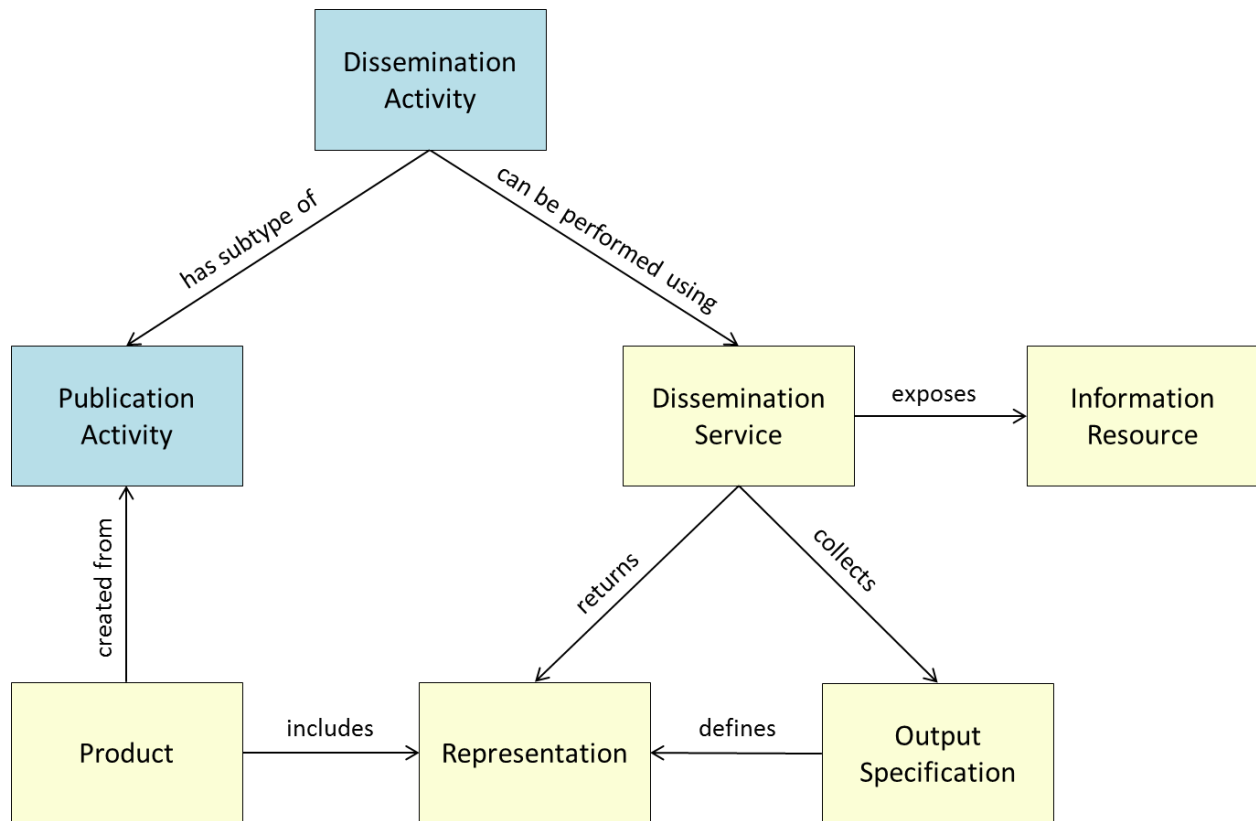 Dissemination
Activity
has subtype of
can be performed using
Publication
Activity
Dissemination
Service
exposes
Information
Resource
created from
returns
collects
Product
includes
Representation
defines
Output
Specification